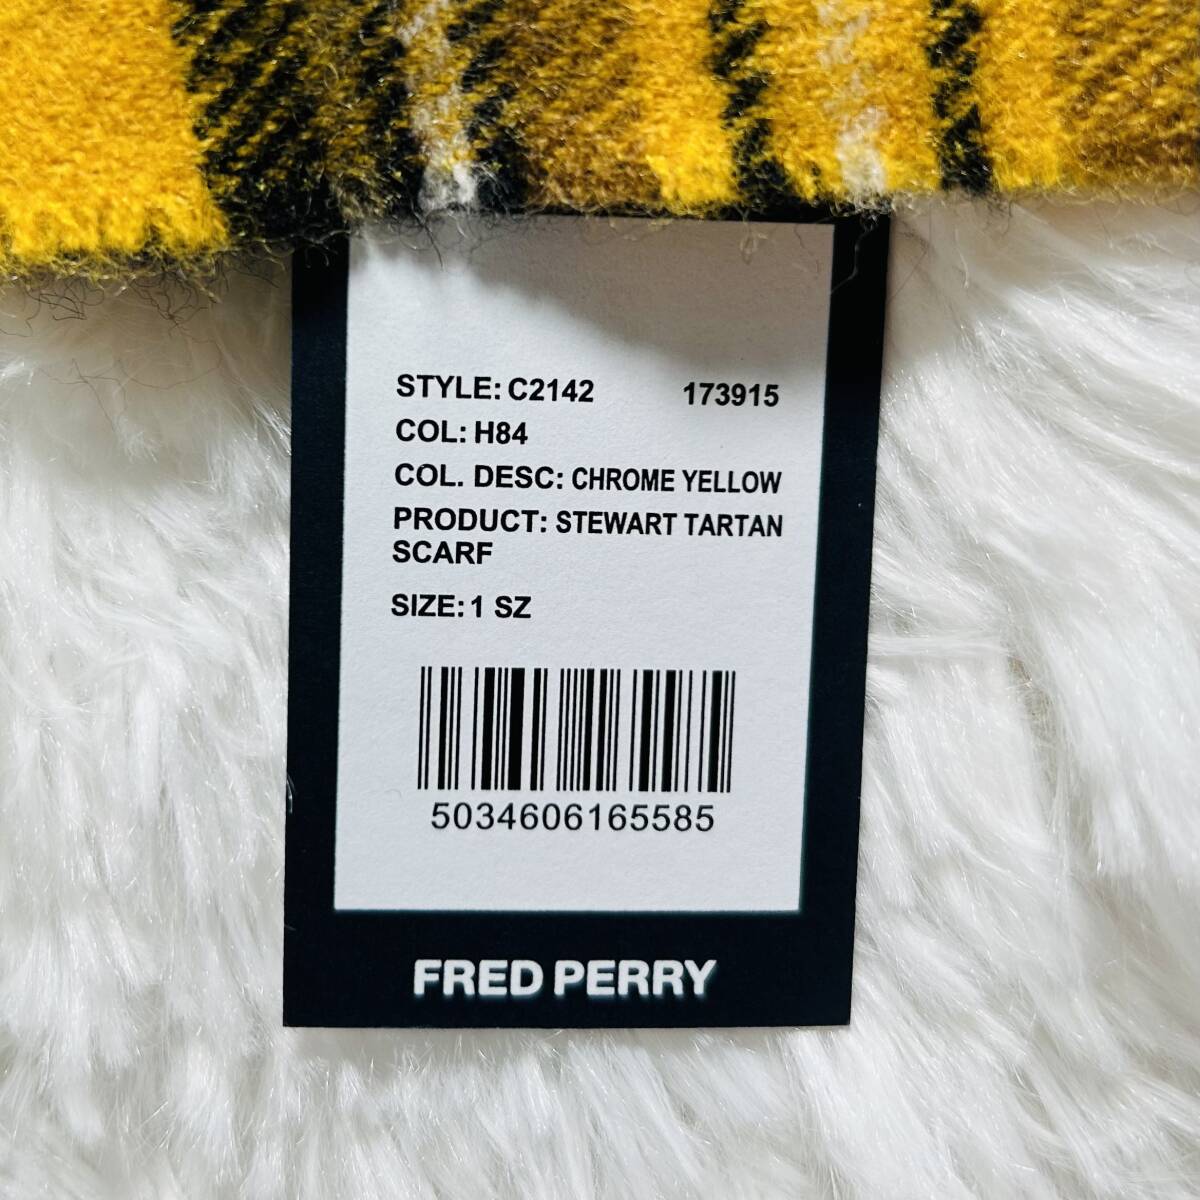 STYLE: C2142 173915
COL: H84
COL. DESC: CHROME YELLOW
PRODUCT: STEWART TARTAN
SCARF
SIZE: 1 SZ
5034606165585
FRED PERRY